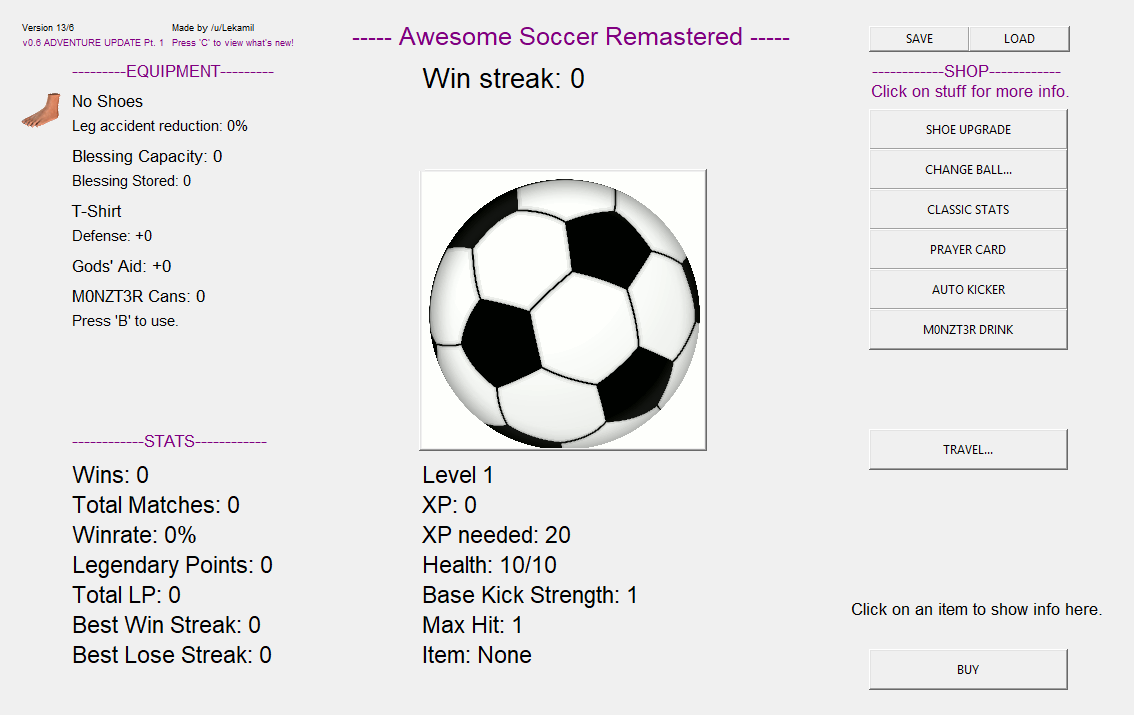 Version 13/6
Made by /u/Lekamil
v0.6 ADVENTURE UPDATE Pt. 1
Press 'C' to view what's new!
----- Awesome Soccer Remastered -----
SAVE
LOAD
---------EQUIPMENT---------
No Shoes
Leg accident reduction: 0%
Blessing Capacity: 0
Blessing Stored: 0
T-Shirt
Defense: +0
Gods' Aid: +0
M0NZT3R Cans: 0
Press 'B' to use.
------------STATS------------
Wins: 0
Total Matches: 0
Winrate: 0%
Legendary Points: 0
Total LP: 0
Best Win Streak: 0
Best Lose Streak: 0
Win streak: 0
Level 1
XP: 0
XP needed: 20
Health: 10/10
Base Kick Strength: 1
Max Hit: 1
Item: None
------------SHOP------------
Click on stuff for more info.
SHOE UPGRADE
CHANGE BALL...
CLASSIC STATS
PRAYER CARD
AUTO KICKER
M0NZT3R DRINK
TRAVEL...
Click on an item to show info here.
BUY